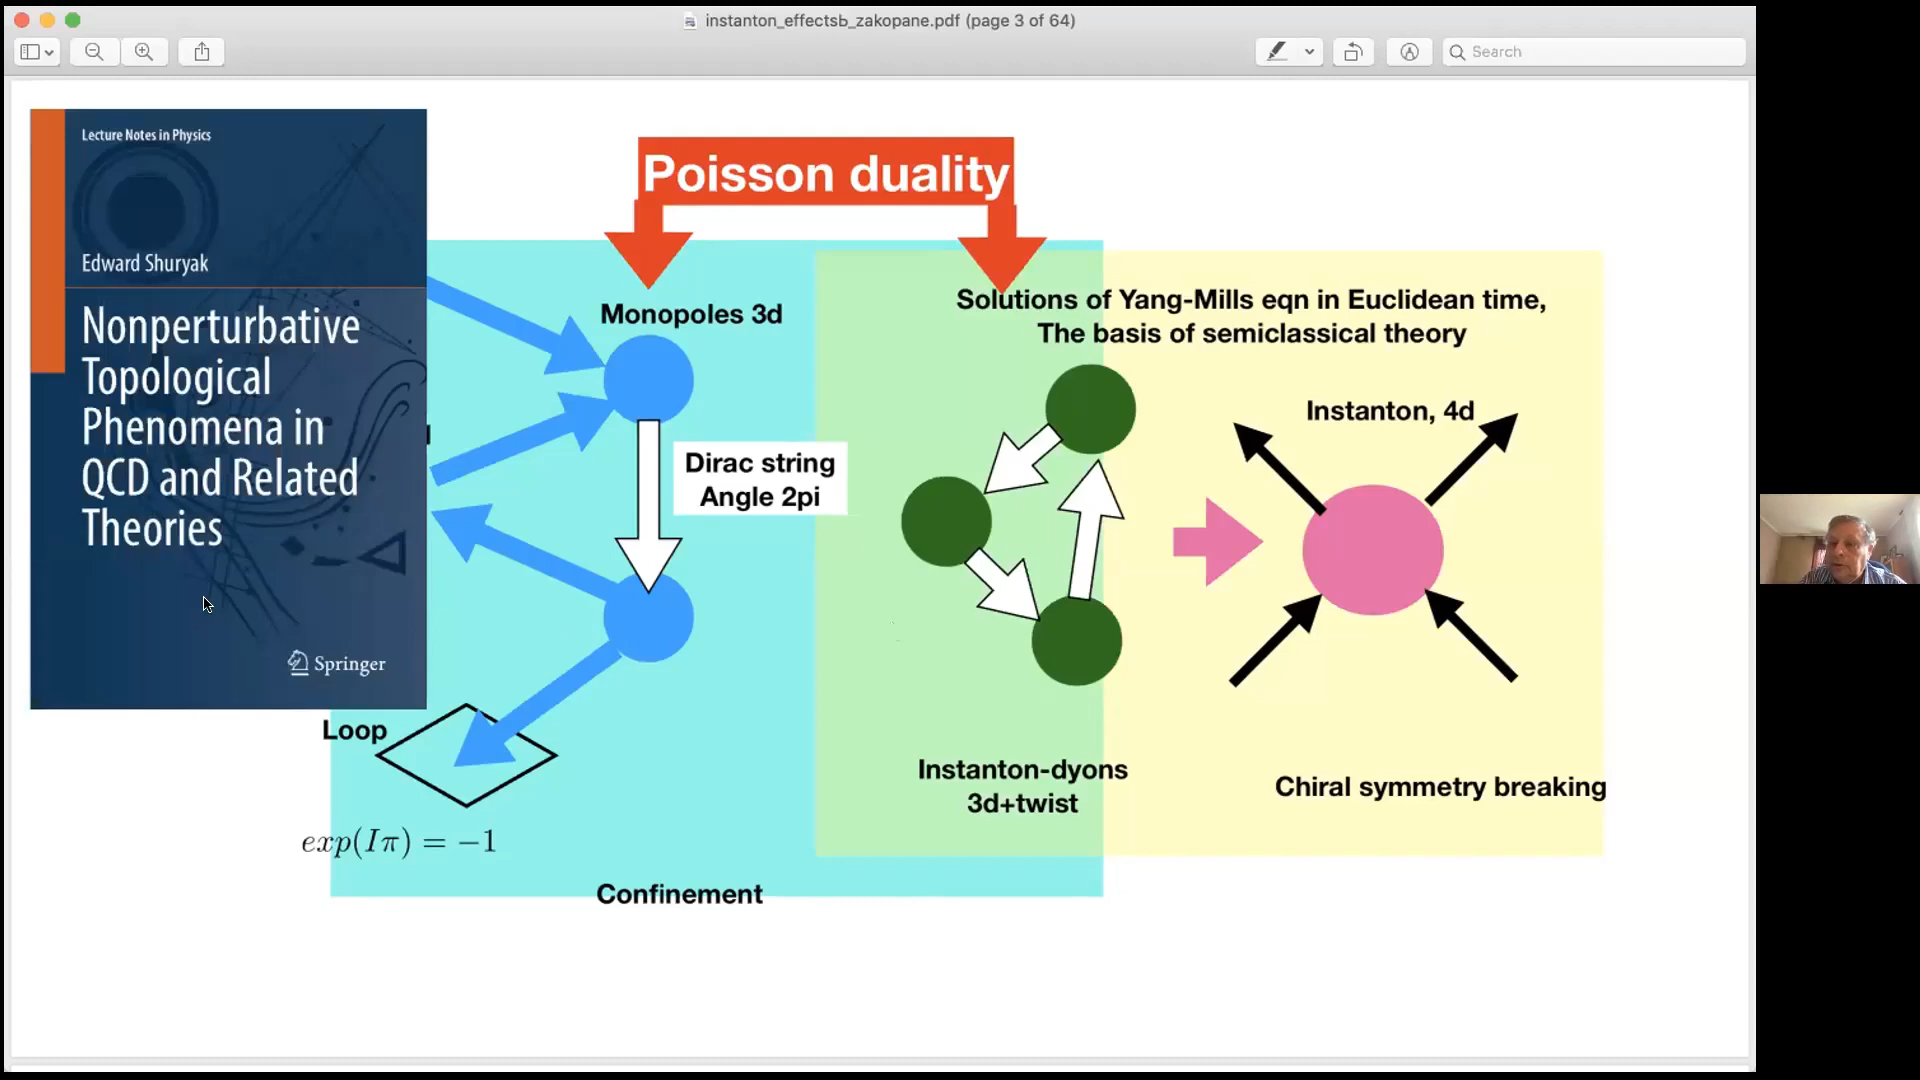 instanton_effectsb_zakopane.pdf (page 3 of 64)
Search
Lecture Notes in Physics
Edward Shuryak
Nonperturbative
Topological
Phenomena in
QCD and Related
Theories
Springer
Poisson duality
Monopoles 3d
Solutions of Yang-Mills eqn in Euclidean time,
The basis of semiclassical theory
Instanton, 4d
Dirac string
Angle 2pi
Loop
exp(Iπ) = −1
Instanton-dyons
3d+twist
Chiral symmetry breaking
Confinement